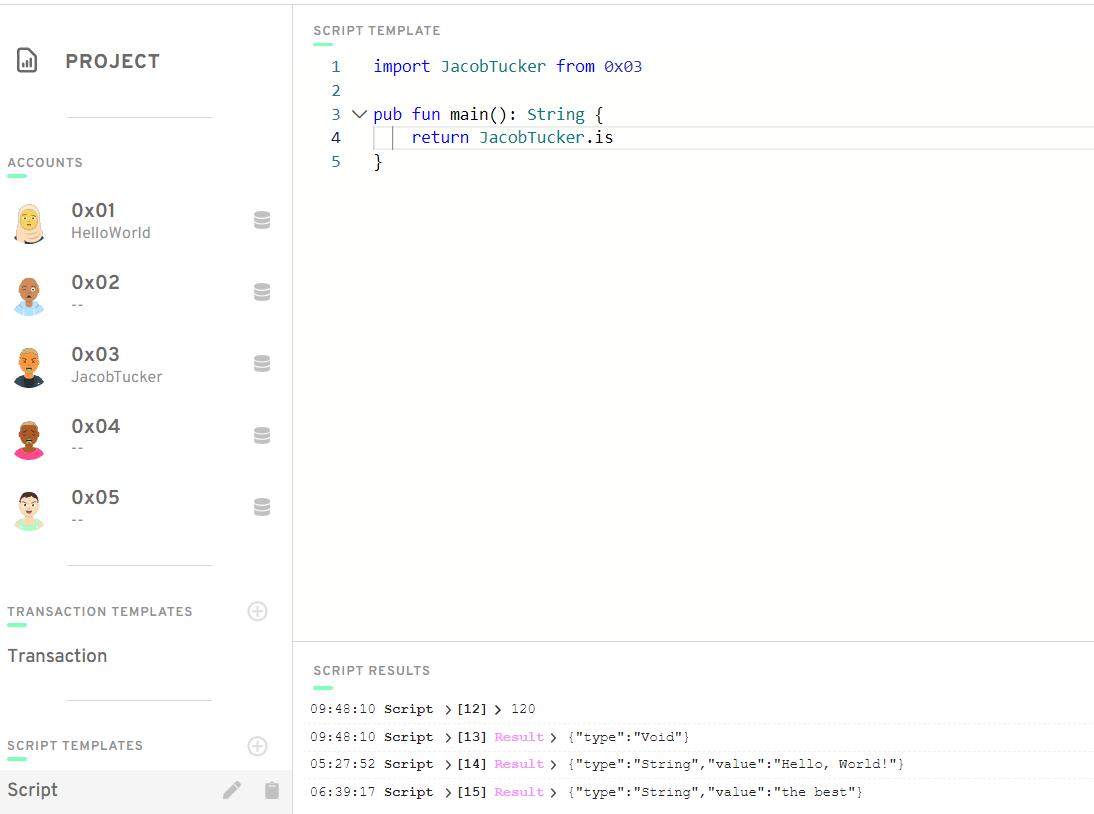 PROJECT
ACCOUNTS
0x01
HelloWorld
0x02
--
0x03
JacobTucker
0x04
--
0x05
--
TRANSACTION TEMPLATES
Transaction
SCRIPT TEMPLATES
Script
SCRIPT TEMPLATE
1 import JacobTucker from 0x03
2
3 pub fun main(): String {
4     return JacobTucker.is
5 }
SCRIPT RESULTS
09:48:10 Script > [12] > 120
09:48:10 Script > [13] Result > {"type":"Void"}
05:27:52 Script > [14] Result > {"type":"String","value":"Hello, World!"}
06:39:17 Script > [15] Result > {"type":"String","value":"the best"}